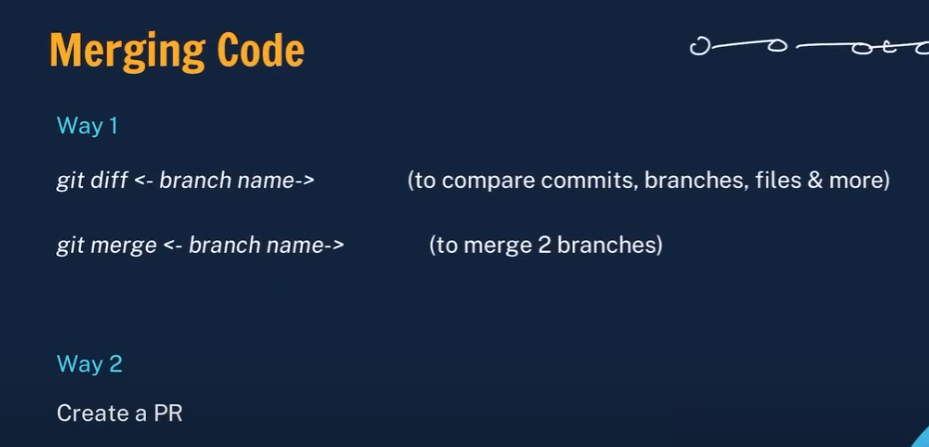 Merging Code
Way 1
git diff <- branch name-> (to compare commits, branches, files & more)
git merge <- branch name-> (to merge 2 branches)
Way 2
Create a PR